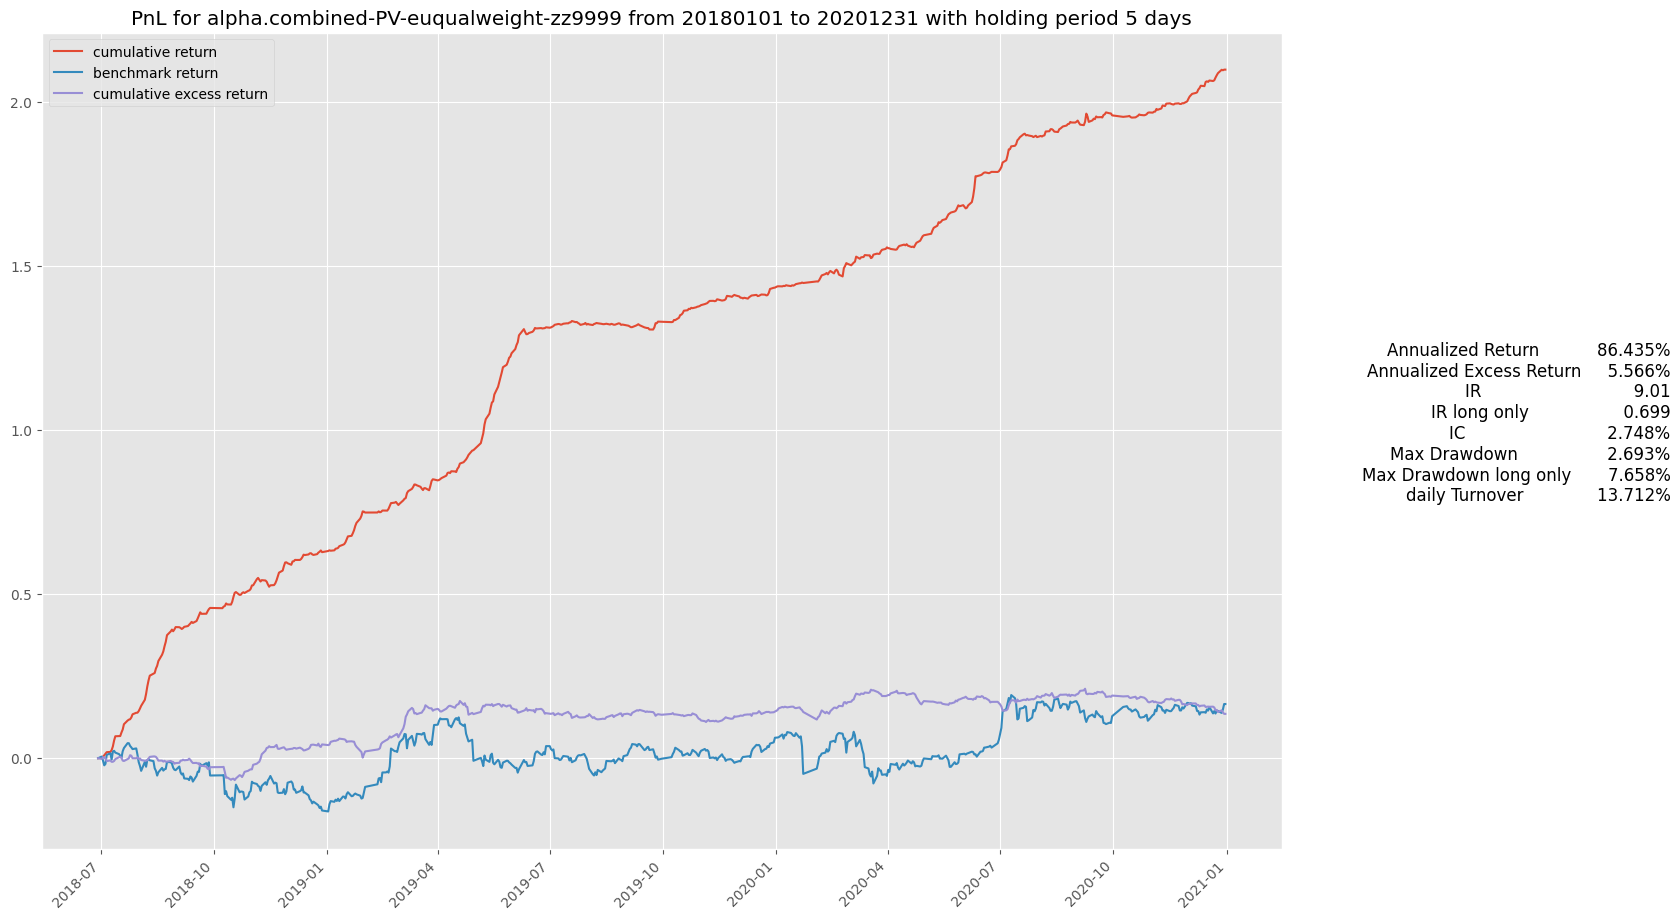 PnL for alpha.combined-PV-euqualweight-zz9999 from 20180101 to 20201231 with holding period 5 days
cumulative return
benchmark return
cumulative excess return
2.0
1.5
1.0
0.5
0.0
2018-07
2018-10
2019-01
2019-04
2019-07
2019-10
2020-01
2020-04
2020-07
2020-10
2021-01
Annualized Return 86.435%
Annualized Excess Return 5.566%
IR 9.01
IR long only 0.699
IC 2.748%
Max Drawdown 2.693%
Max Drawdown long only 7.658%
daily Turnover 13.712%